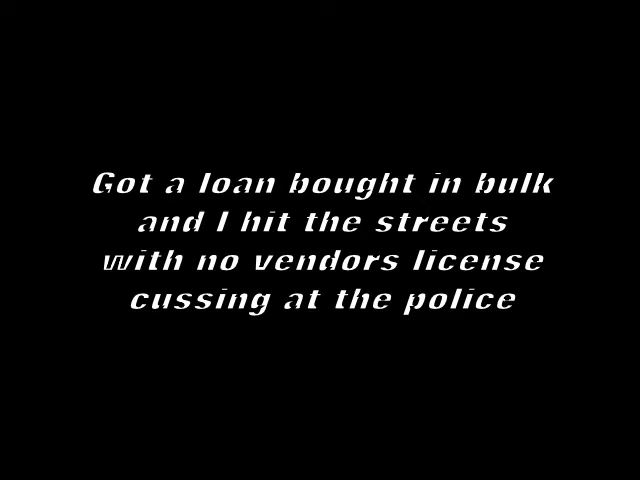 Got a loan bought in bulk
and I hit the streets
with no vendors license
cussing at the police